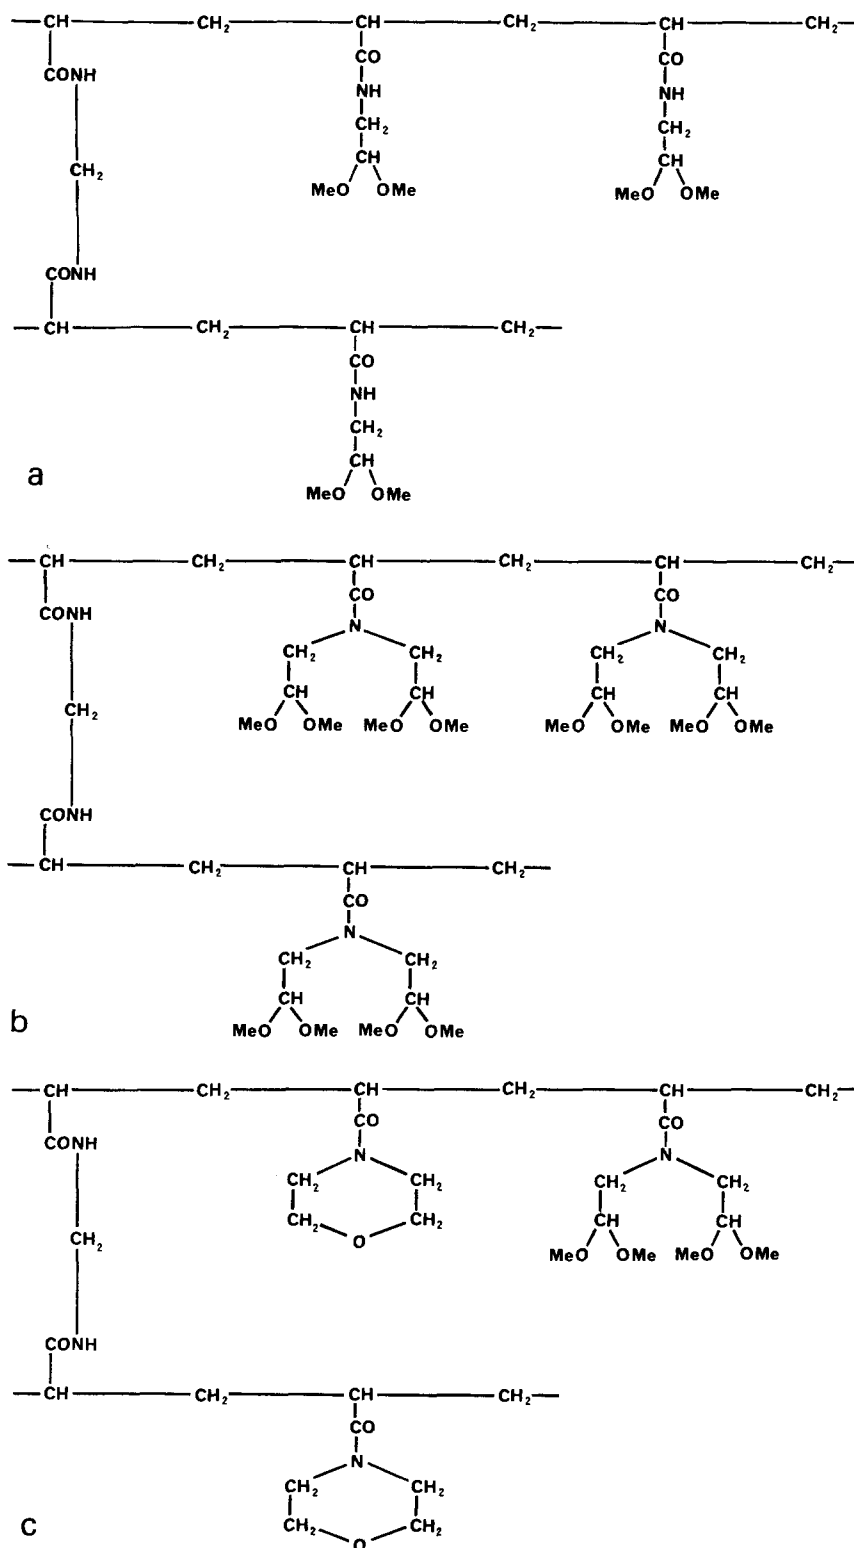 CH CH₂ CH CH₂ CH CH₂
CO CO
CONH
NH NH
CH₂ CH₂
CH CH
CH₂
MeO OMe MeO OMe
CONH
CH CH₂ CH CH₂
CO
NH
CH₂
CH
a
MeO OMe
CH CH₂ CH CH₂ CH CH₂
CO CO
CONH
N N
CH₂ CH₂ CH₂ CH₂
CH CH CH CH
CH₂
MeO OMe MeO OMe MeO OMe MeO OMe
CONH
CH CH₂ CH CH₂
CO
N
CH₂ CH₂
CH CH
b
MeO OMe MeO OMe
CH CH₂ CH CH₂ CH CH₂
CO CO
CONH
N N
CH₂ CH₂ CH₂ CH₂
CH₂ CH₂ CH CH
CH₂ O
MeO OMe MeO OMe
CONH
CH CH₂ CH CH₂
CO
N
CH₂ CH₂
CH₂ CH₂
c
O